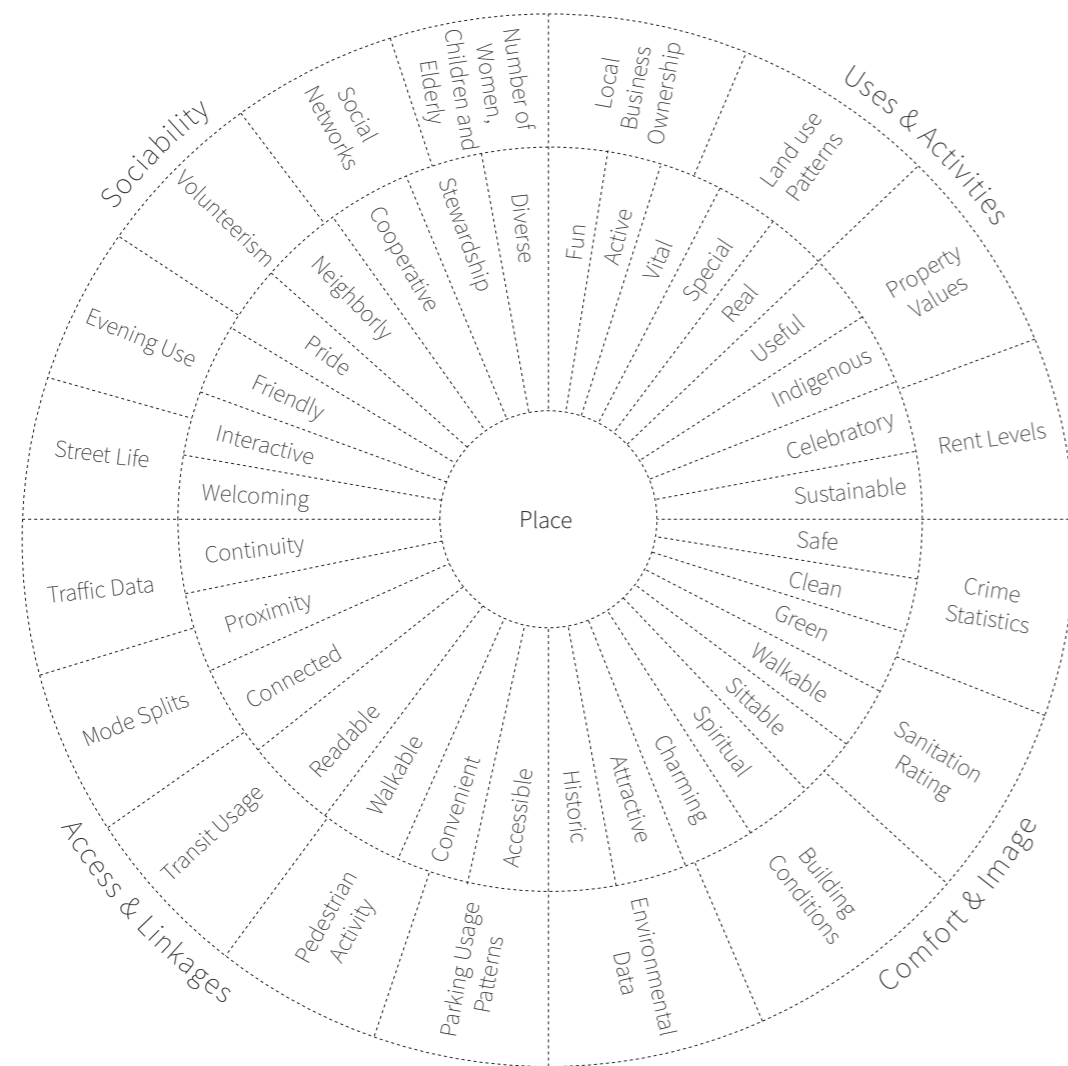 Place
Sociability
Number of
Women,
Children and
Elderly
Social
Networks
Volunteerism
Evening Use
Street Life
Diverse
Stewardship
Cooperative
Neighborly
Pride
Friendly
Interactive
Welcoming
Uses & Activities
Local
Business
Ownership
Land use
Patterns
Property
Values
Rent Levels
Fun
Active
Vital
Special
Real
Useful
Indigenous
Celebratory
Sustainable
Comfort & Image
Crime
Statistics
Sanitation
Rating
Building
Conditions
Environmental
Data
Safe
Clean
Green
Walkable
Sittable
Spiritual
Charming
Attractive
Historic
Access & Linkages
Traffic Data
Mode Splits
Transit Usage
Pedestrian
Activity
Parking Usage
Patterns
Continuity
Proximity
Connected
Readable
Walkable
Convenient
Accessible